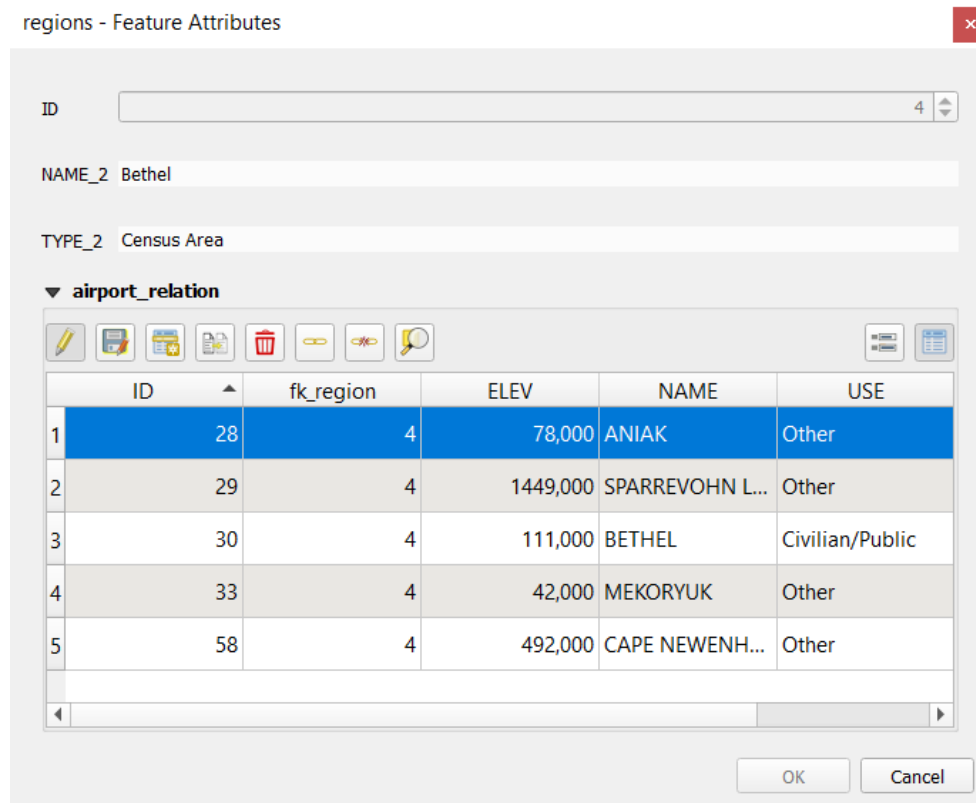 regions - Feature Attributes
ID 4
NAME_2 Bethel
TYPE_2 Census Area
airport_relation
ID fk_region ELEV NAME USE
1 28 4 78,000 ANIAK Other
2 29 4 1449,000 SPARREVOHN L... Other
3 30 4 111,000 BETHEL Civilian/Public
4 33 4 42,000 MEKORYUK Other
5 58 4 492,000 CAPE NEWENH... Other
OK Cancel